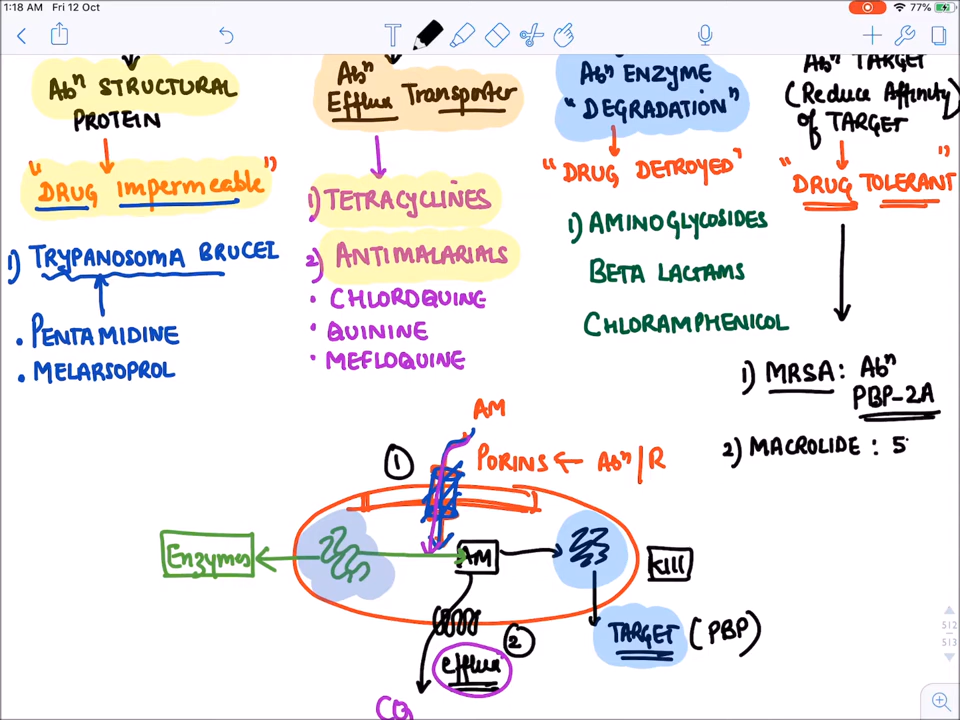 1:18 AM Fri 12 Oct
77%
Abⁿ STRUCTURAL
PROTEIN
"DRUG Impermeable"
1) TRYPANOSOMA BRUCEI
• PENTAMIDINE
• MELARSOPROL
Abⁿ
Efflux Transporter
1) TETRACYCLINES
2) ANTIMALARIALS
• CHLOROQUINE
• QUININE
• MEFLOQUINE
Abⁿ ENZYME
"DEGRADATION"
"DRUG DETROYED"
1) AMINOGLYCOSIDES
BETA LACTAMS
CHLORAMPHENICOL
Abⁿ TARGET
(Reduce Affinity
of TARGET
"DRUG TOLERANT"
1) MRSA: Abⁿ
PBP-2A
2) MACROLIDE : 5
AM
1
PORINS ← Abⁿ/R
Enzymes
AM
kill
TARGET (PBP)
2
Efflux
CQ
512
513